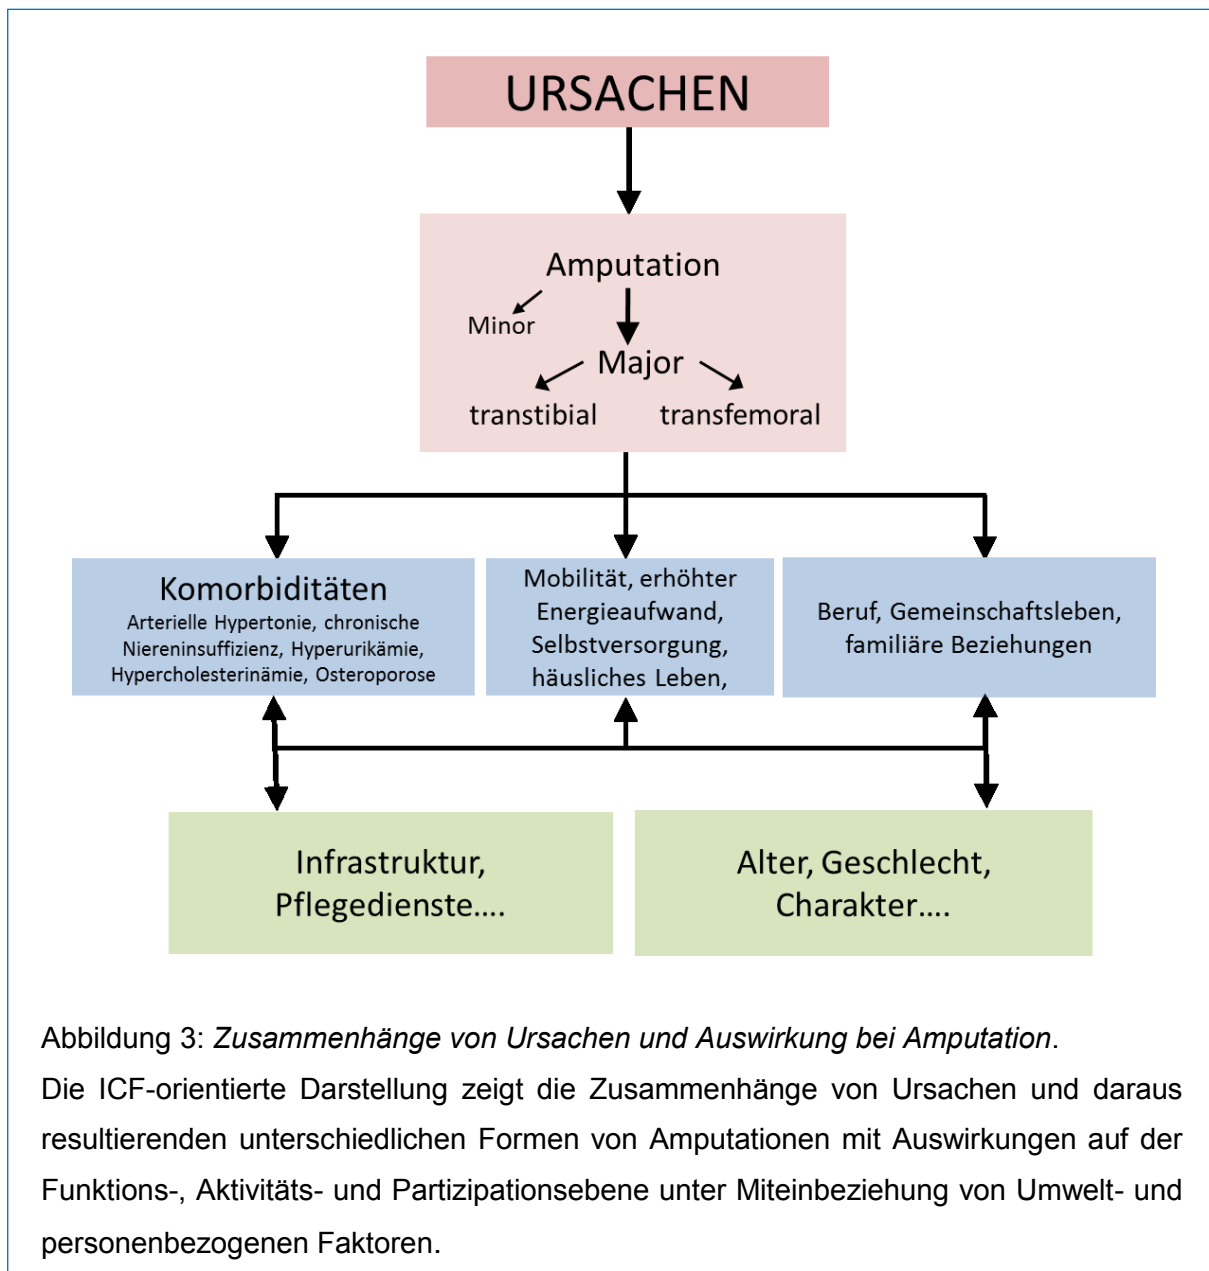 URSACHEN
Amputation
Minor
Major
transtibial
transfemoral
Komorbiditäten
Arterielle Hypertonie, chronische
Niereninsuffizienz, Hyperurikämie,
Hypercholesterinämie, Osteroporose
Mobilität, erhöhter
Energieaufwand,
Selbstversorgung,
häusliches Leben,
Beruf, Gemeinschaftsleben,
familiäre Beziehungen
Infrastruktur,
Pflegedienste....
Alter, Geschlecht,
Charakter....
Abbildung 3: Zusammenhänge von Ursachen und Auswirkung bei Amputation.
Die ICF-orientierte Darstellung zeigt die Zusammenhänge von Ursachen und daraus
resultierenden unterschiedlichen Formen von Amputationen mit Auswirkungen auf der
Funktions-, Aktivitäts- und Partizipationsebene unter Miteinbeziehung von Umwelt- und
personenbezogenen Faktoren.